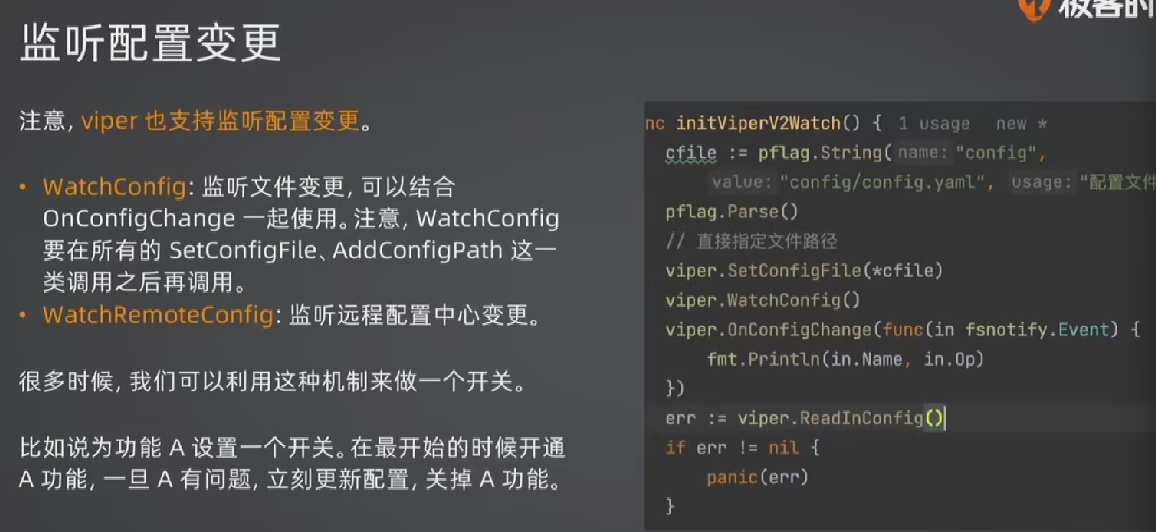 极客时
监听配置变更
注意, viper 也支持监听配置变更。
• WatchConfig: 监听文件变更, 可以结合
OnConfigChange 一起使用。注意, WatchConfig
要在所有的 SetConfigFile、AddConfigPath 这一
类调用之后再调用。
• WatchRemoteConfig: 监听远程配置中心变更。
很多时候, 我们可以利用这种机制来做一个开关。
比如说为功能 A 设置一个开关。在最开始的时候开通
A 功能, 一旦 A 有问题, 立刻更新配置, 关掉 A 功能。
nc initViperV2Watch() { 1 usage new *
cfile := pflag.String( name: "config",
value: "config/config.yaml", usage: "配置文件
pflag.Parse()
// 直接指定文件路径
viper.SetConfigFile(*cfile)
viper.WatchConfig()
viper.OnConfigChange(func(in fsnotify.Event) {
fmt.Println(in.Name, in.Op)
})
err := viper.ReadInConfig()
if err != nil {
panic(err)
}